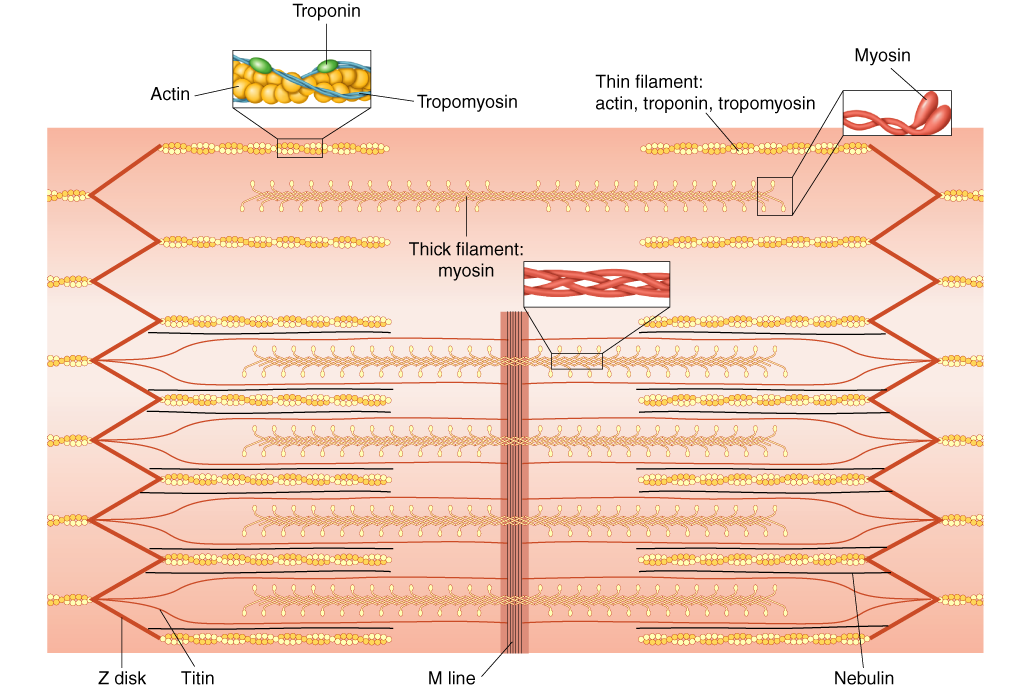 Troponin
Actin
Tropomyosin
Thin filament:
actin, troponin, tropomyosin
Myosin
Thick filament:
myosin
Z disk
Titin
M line
Nebulin